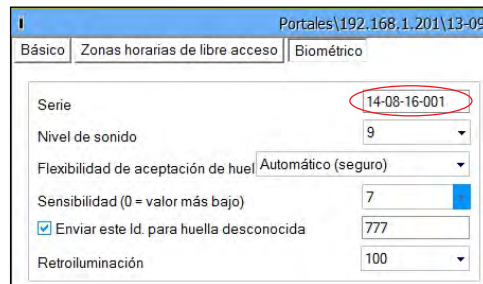 Portales\192.168.1.201\13-09
Básico Zonas horarias de libre acceso Biométrico
Serie 14-08-16-001
Nivel de sonido 9
Flexibilidad de aceptación de huel Automático (seguro)
Sensibilidad (0 = valor más bajo) 7
Enviar este Id. para huella desconocida 777
Retroiluminación 100